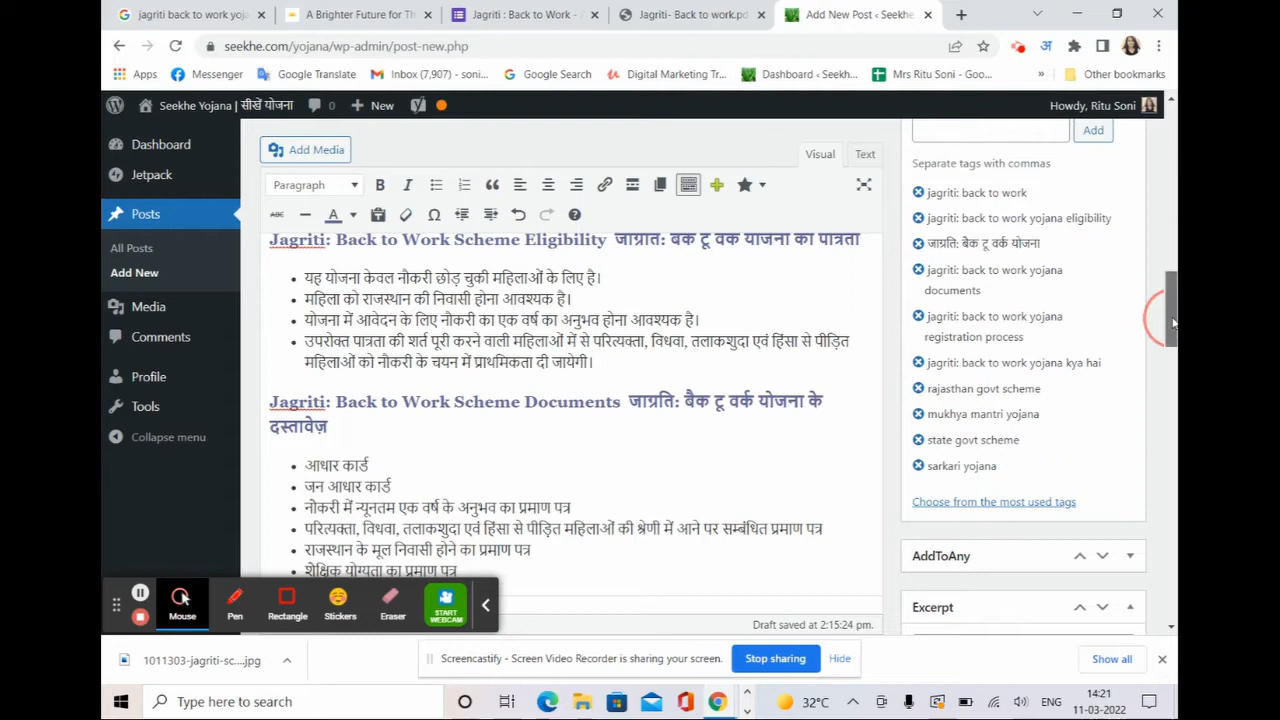 jagriti back to work yoja
A Brighter Future for Th
Jagriti : Back to Work - A
Jagriti- Back to work.pd
Add New Post ‹ Seekhe
seekhe.com/yojana/wp-admin/post-new.php
Apps
Messenger
Google Translate
Inbox (7,907) - soni...
Google Search
Digital Marketing Tr...
Dashboard ‹ Seekh...
Mrs Ritu Soni - Goo...
»
Other bookmarks
Seekhe Yojana | सीखें योजना
0
New
Howdy, Ritu Soni
Dashboard
Jetpack
Posts
All Posts
Add New
Media
Comments
Profile
Tools
Collapse menu
Add Media
Visual
Text
Paragraph
B
I
ABC
A
Jagriti: Back to Work Scheme Eligibility जाग्रति: बैक टू वर्क योजना की पात्रता
यह योजना केवल नौकरी छोड़ चुकी महिलाओं के लिए है।
महिला को राजस्थान की निवासी होना आवश्यक है।
योजना में आवेदन के लिए नौकरी का एक वर्ष का अनुभव होना आवश्यक है।
उपरोक्त पात्रता की शर्त पूरी करने वाली महिलाओं में से परित्यक्ता, विधवा, तलाकशुदा एवं हिंसा से पीड़ित
महिलाओं को नौकरी के चयन में प्राथमिकता दी जायेगी।
Jagriti: Back to Work Scheme Documents जाग्रति: बैक टू वर्क योजना के
दस्तावेज़
आधार कार्ड
जन आधार कार्ड
नौकरी में न्यूनतम एक वर्ष के अनुभव का प्रमाण पत्र
परित्यक्ता, विधवा, तलाकशुदा एवं हिंसा से पीड़ित महिलाओं की श्रेणी में आने पर सम्बंधित प्रमाण पत्र
राजस्थान के मूल निवासी होने का प्रमाण पत्र
शैक्षिक योग्यता का प्रमाण पत्र
Draft saved at 2:15:24 pm.
Add
Separate tags with commas
jagriti: back to work
jagriti: back to work yojana eligibility
जाग्रति: बैक टू वर्क योजना
jagriti: back to work yojana
documents
jagriti: back to work yojana
registration process
jagriti: back to work yojana kya hai
rajasthan govt scheme
mukhya mantri yojana
state govt scheme
sarkari yojana
Choose from the most used tags
AddToAny
Excerpt
Mouse
Pen
Rectangle
Stickers
Eraser
START
WEBCAM
1011303-jagriti-sc....jpg
Screencastify - Screen Video Recorder is sharing your screen.
Stop sharing
Hide
Show all
Type here to search
32°C
ENG
14:21
11-03-2022